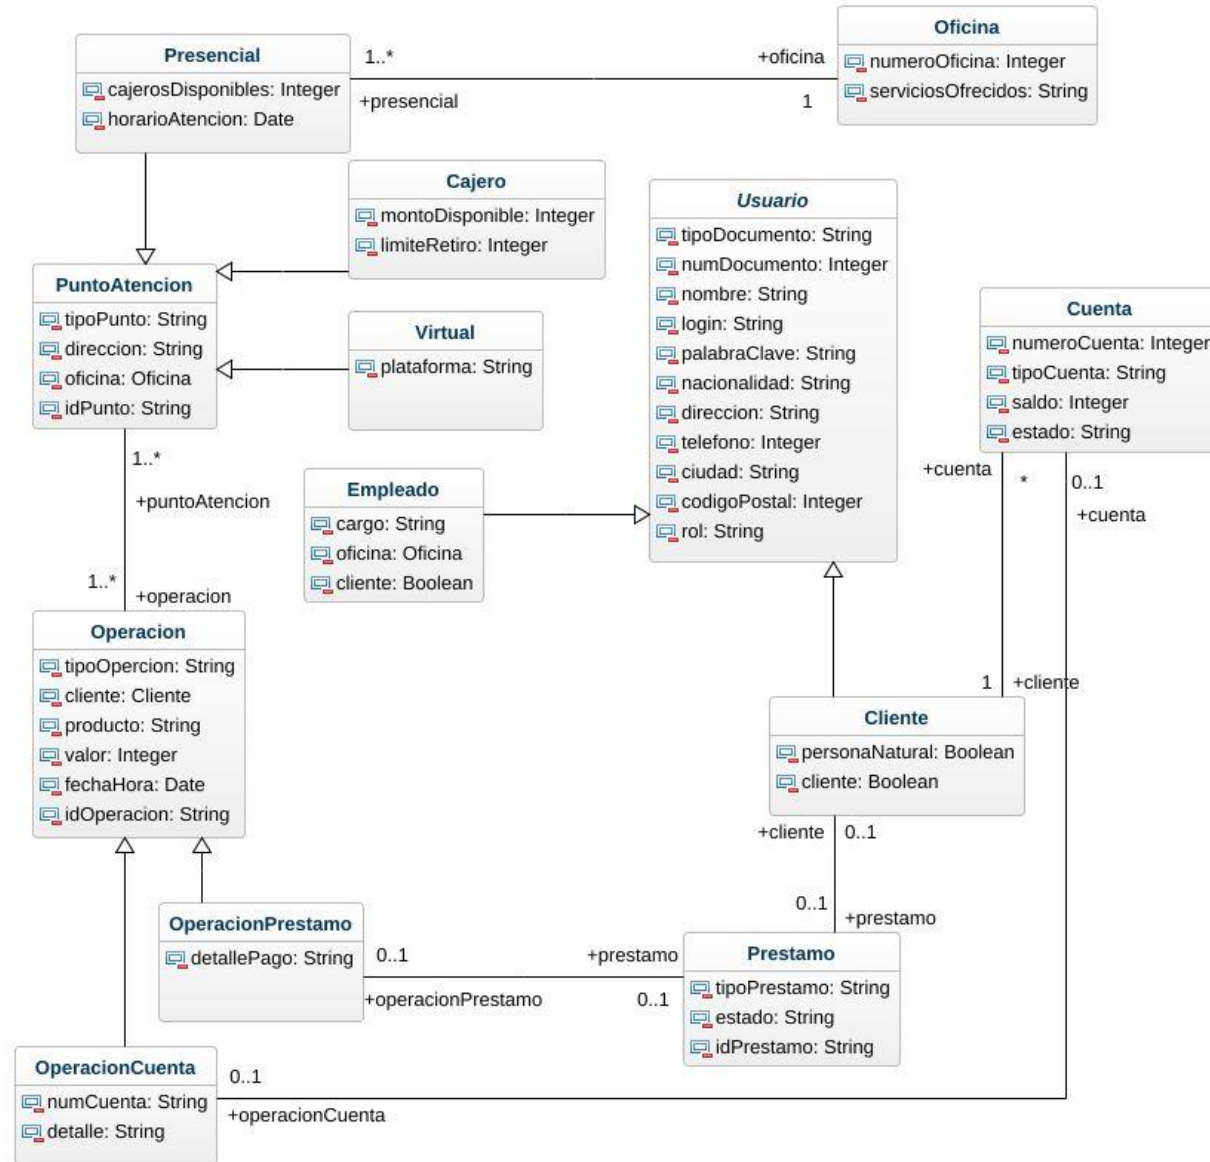 Presencial
cajerosDisponibles: Integer
horarioAtencion: Date
1..*
+presencial
+oficina
1
Oficina
numeroOficina: Integer
serviciosOfrecidos: String
Cajero
montoDisponible: Integer
limiteRetiro: Integer
Usuario
tipoDocumento: String
numDocumento: Integer
nombre: String
login: String
palabraClave: String
nacionalidad: String
direccion: String
telefono: Integer
ciudad: String
codigoPostal: Integer
rol: String
PuntoAtencion
tipoPunto: String
direccion: String
oficina: Oficina
idPunto: String
Virtual
plataforma: String
Cuenta
numeroCuenta: Integer
tipoCuenta: String
saldo: Integer
estado: String
1..*
+puntoAtencion
Empleado
cargo: String
oficina: Oficina
cliente: Boolean
+cuenta
*
0..1
+cuenta
1..*
+operacion
Operacion
tipoOpercion: String
cliente: Cliente
producto: String
valor: Integer
fechaHora: Date
idOperacion: String
1
+cliente
Cliente
personaNatural: Boolean
cliente: Boolean
+cliente
0..1
0..1
+prestamo
OperacionPrestamo
detallePago: String
0..1
+operacionPrestamo
+prestamo
0..1
Prestamo
tipoPrestamo: String
estado: String
idPrestamo: String
OperacionCuenta
numCuenta: String
detalle: String
0..1
+operacionCuenta